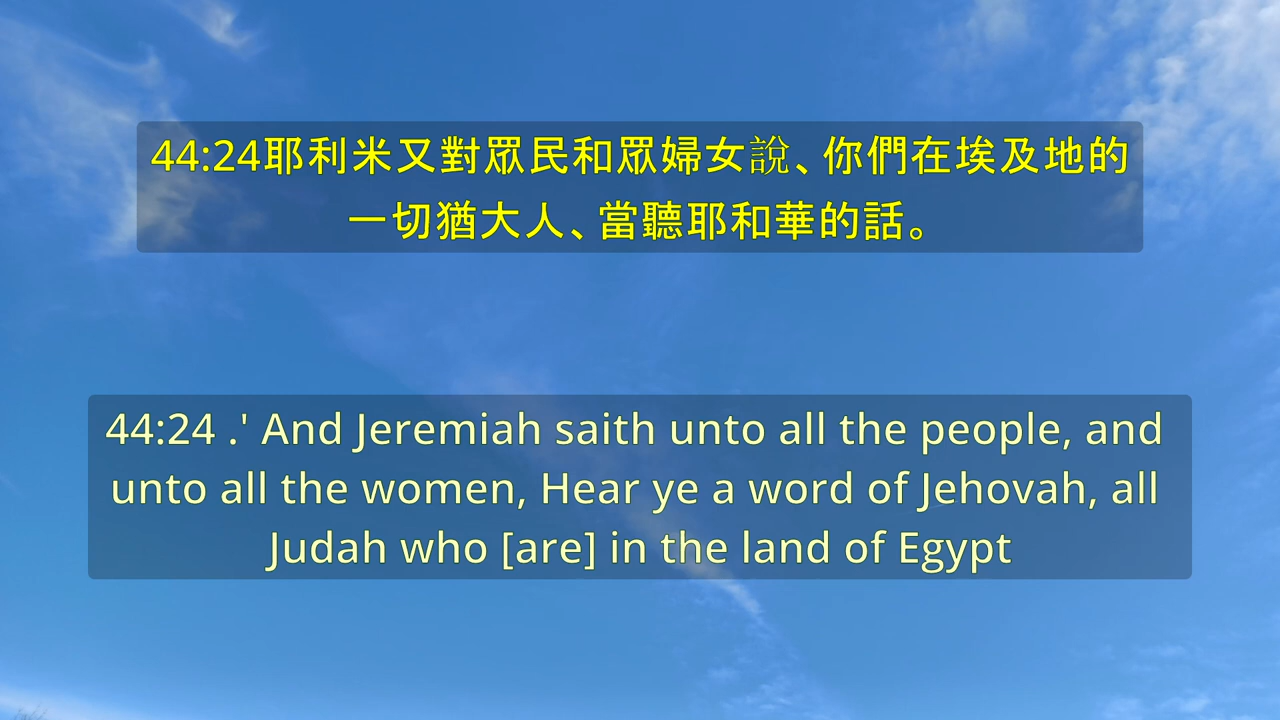 44:24耶利米又對眾民和眾婦女說、你們在埃及地的
一切猶大人、當聽耶和華的話。
44:24 .' And Jeremiah saith unto all the people, and
unto all the women, Hear ye a word of Jehovah, all
Judah who [are] in the land of Egypt